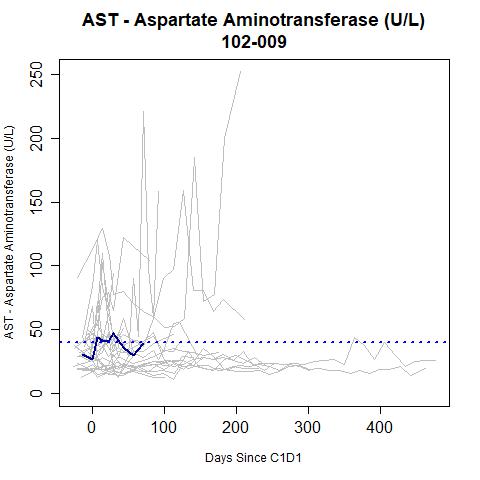 AST - Aspartate Aminotransferase (U/L)
102-009
AST - Aspartate Aminotransferase (U/L)
250
200
150
100
50
0
0 100 200 300 400
Days Since C1D1